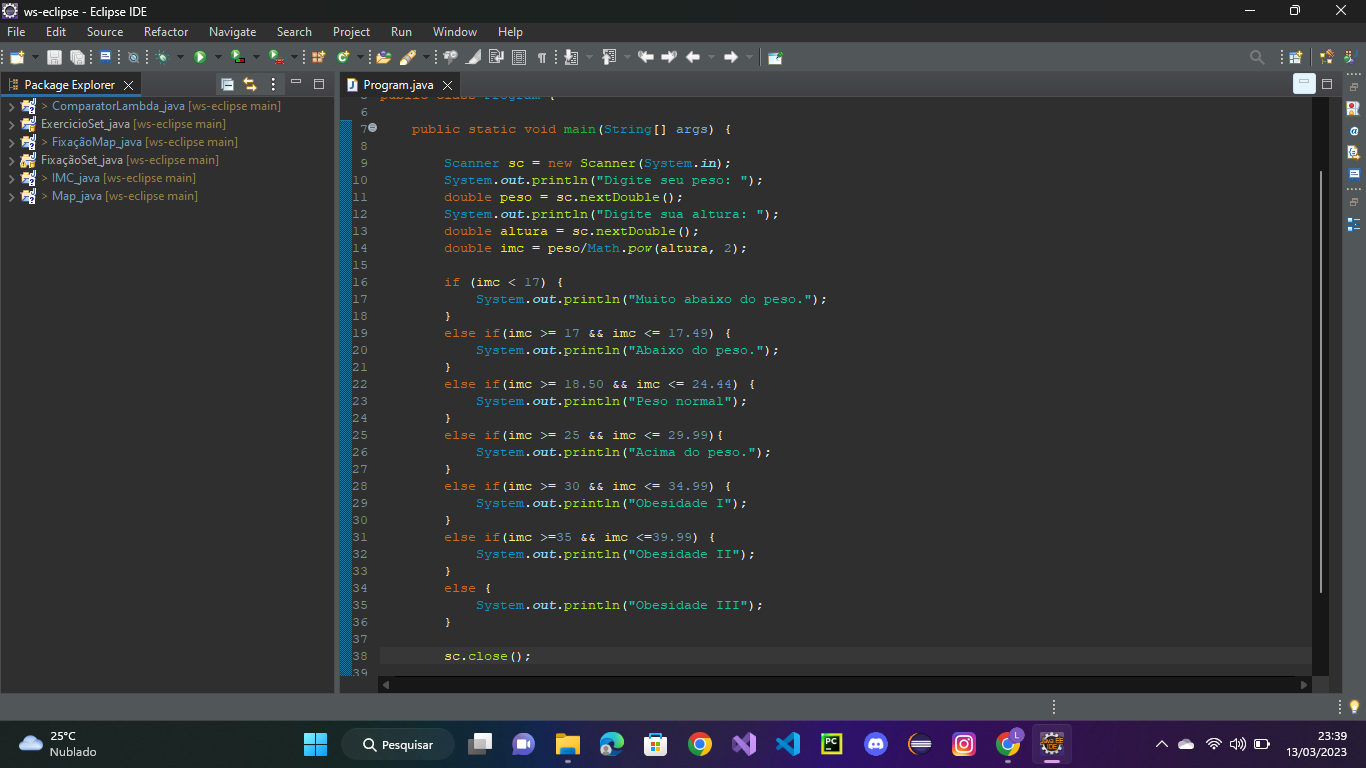 ws-eclipse - Eclipse IDE
File Edit Source Refactor Navigate Search Project Run Window Help
Package Explorer
> ComparatorLambda_java [ws-eclipse main]
ExercicioSet_java [ws-eclipse main]
> FixaçãoMap_java [ws-eclipse main]
FixaçãoSet_java [ws-eclipse main]
> IMC_java [ws-eclipse main]
> Map_java [ws-eclipse main]
Program.java
public class Program {
6
7 public static void main(String[] args) {
8
9 Scanner sc = new Scanner(System.in);
10 System.out.println("Digite seu peso: ");
11 double peso = sc.nextDouble();
12 System.out.println("Digite sua altura: ");
13 double altura = sc.nextDouble();
14 double imc = peso/Math.pow(altura, 2);
15
16 if (imc < 17) {
17 System.out.println("Muito abaixo do peso.");
18 }
19 else if(imc >= 17 && imc <= 17.49) {
20 System.out.println("Abaixo do peso.");
21 }
22 else if(imc >= 18.50 && imc <= 24.44) {
23 System.out.println("Peso normal");
24 }
25 else if(imc >= 25 && imc <= 29.99){
26 System.out.println("Acima do peso.");
27 }
28 else if(imc >= 30 && imc <= 34.99) {
29 System.out.println("Obesidade I");
30 }
31 else if(imc >=35 && imc <=39.99) {
32 System.out.println("Obesidade II");
33 }
34 else {
35 System.out.println("Obesidade III");
36 }
37
38 sc.close();
39
25°C
Nublado
Pesquisar
PC
L
JAVA EE
IDE
23:39
13/03/2023